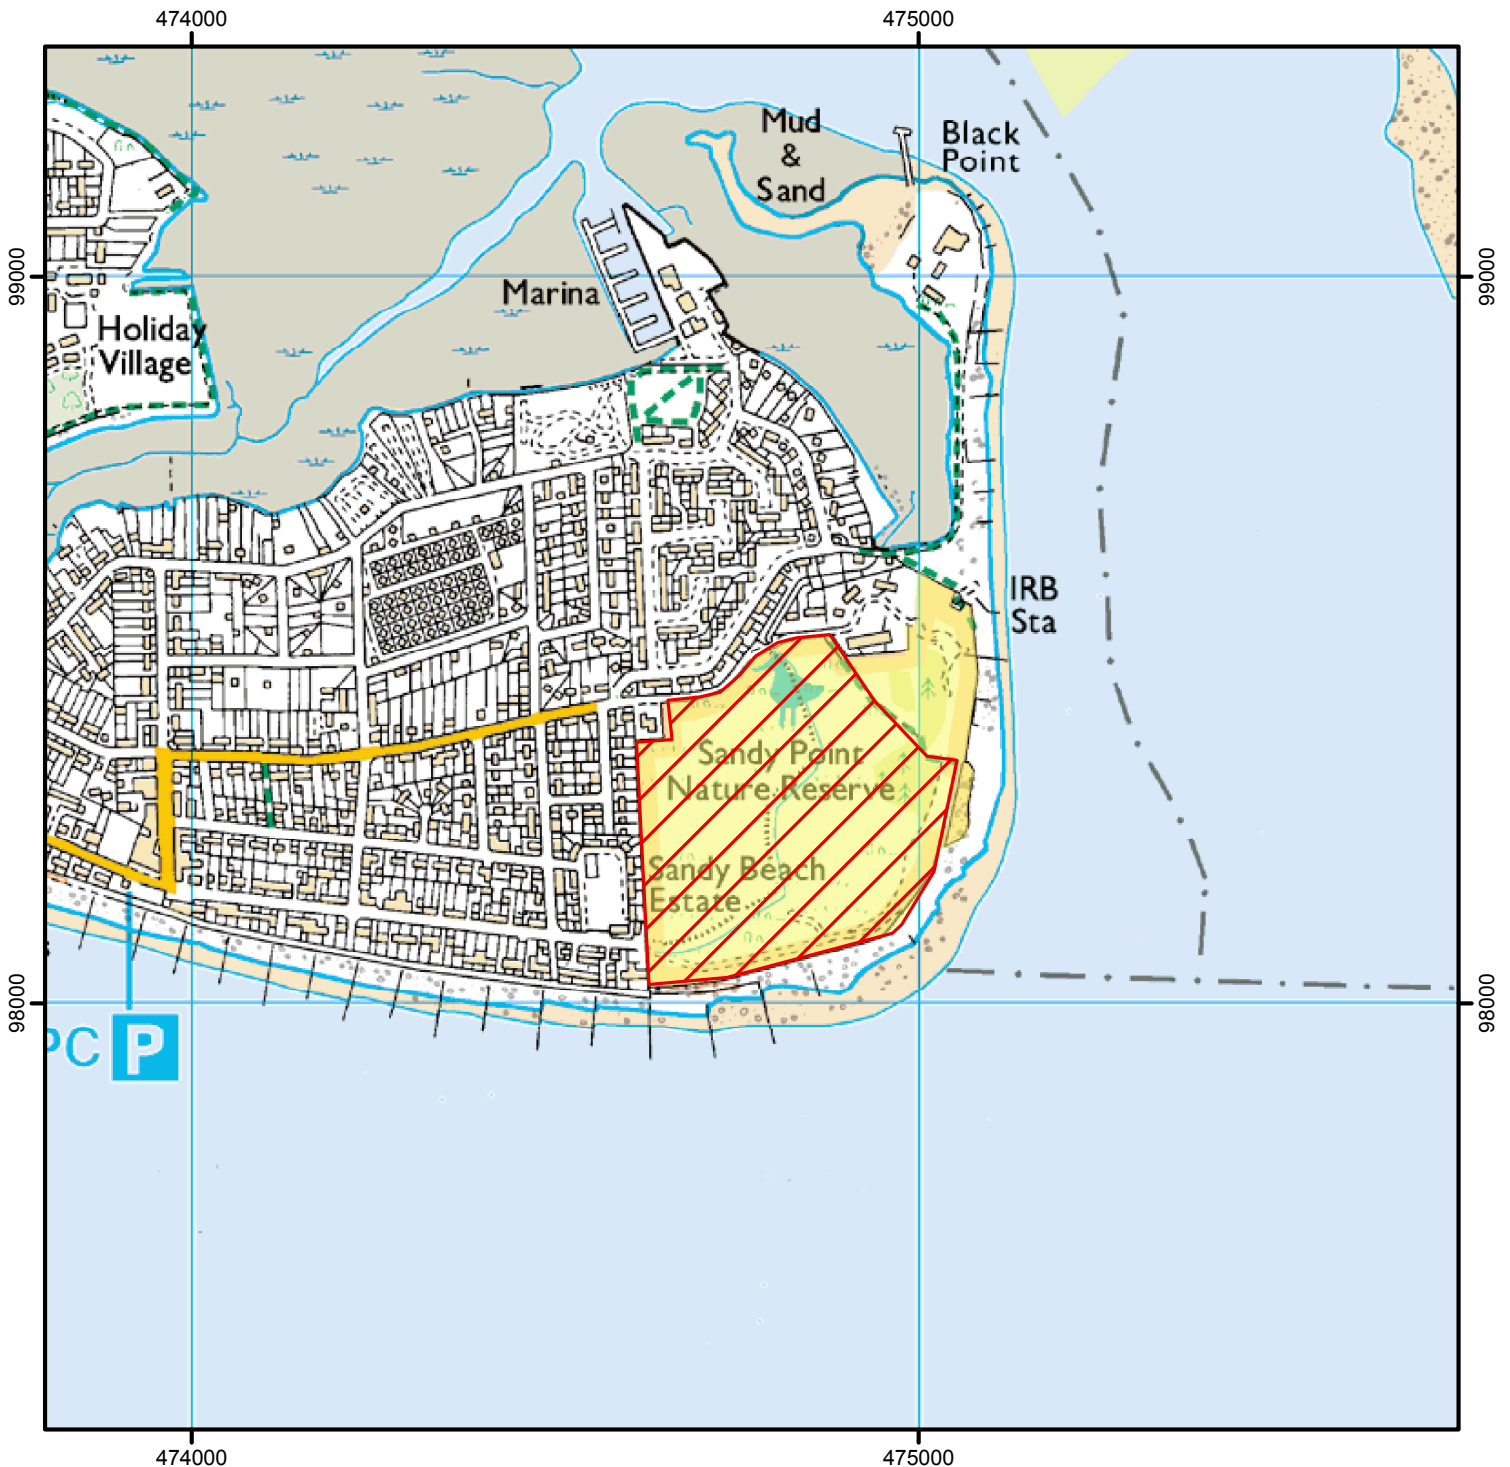 474000
475000
Mud
&
Sand
Black
Point
99000
99000
Marina
Holiday
Village
IRB
Sta
Sandy Point
Nature Reserve
Sandy Beach
Estate
98000
98000
PC P
474000
475000